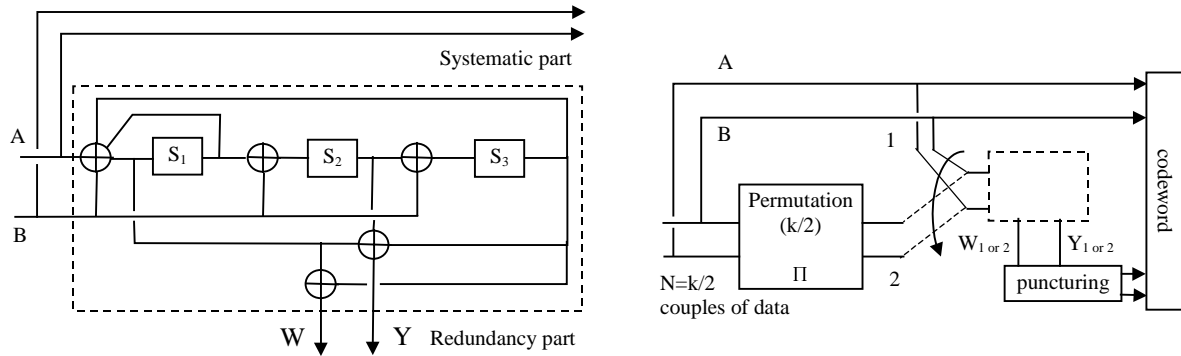 Systematic part
A
S1
S2
S3
B
W
Y
Redundancy part
A
B
1
Permutation
(k/2)
Π
2
N=k/2
couples of data
W1 or 2
Y1 or 2
puncturing
codeword